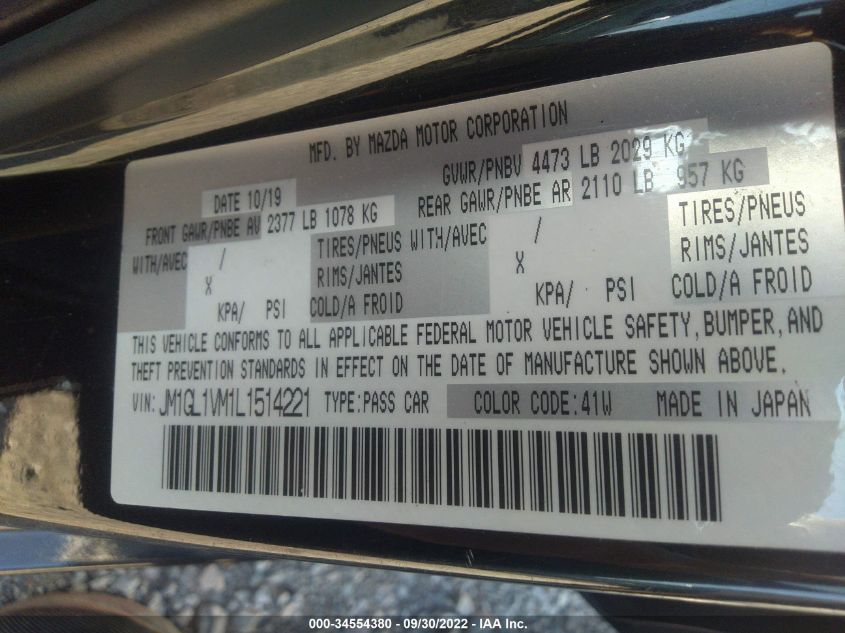 MFD. BY MAZDA MOTOR CORPORATION
DATE 10/19 GVWR/PNBV 4473 LB 2029 KG
FRONT GAWR/PNBE AV 2377 LB 1078 KG REAR GAWR/PNBE AR 2110 LB 957 KG
WITH/AVEC / TIRES/PNEUS WITH/AVEC / TIRES/PNEUS
X RIMS/JANTES X RIMS/JANTES
KPA/ PSI COLD/A FROID KPA/ PSI COLD/A FROID
THIS VEHICLE CONFORMS TO ALL APPLICABLE FEDERAL MOTOR VEHICLE SAFETY, BUMPER, AND
THEFT PREVENTION STANDARDS IN EFFECT ON THE DATE OF MANUFACTURE SHOWN ABOVE.
VIN: JM1GL1VM1L1514221 TYPE: PASS CAR COLOR CODE: 41W MADE IN JAPAN
000-34554380 - 09/30/2022 - IAA Inc.